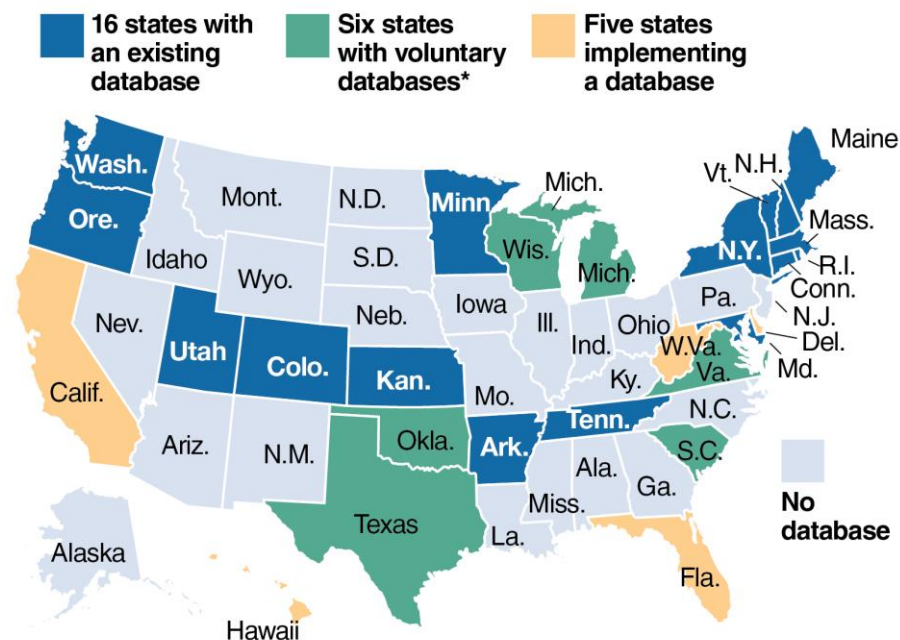 16 states with
an existing
database
Six states
with voluntary
databases*
Five states
implementing
a database
Wash.
Ore.
Mont.
Idaho
Wyo.
N.D.
S.D.
Neb.
Minn.
Wis.
Mich.
Mich.
Iowa
Ill.
Ind.
Ohio
Pa.
N.Y.
Vt.
N.H.
Maine
Mass.
R.I.
Conn.
N.J.
Del.
Md.
Nev.
Utah
Colo.
Kan.
Mo.
Ky.
W.Va.
Va.
Calif.
Ariz.
N.M.
Okla.
Ark.
Tenn.
N.C.
S.C.
Texas
La.
Miss.
Ala.
Ga.
Fla.
Alaska
Hawaii
No
database